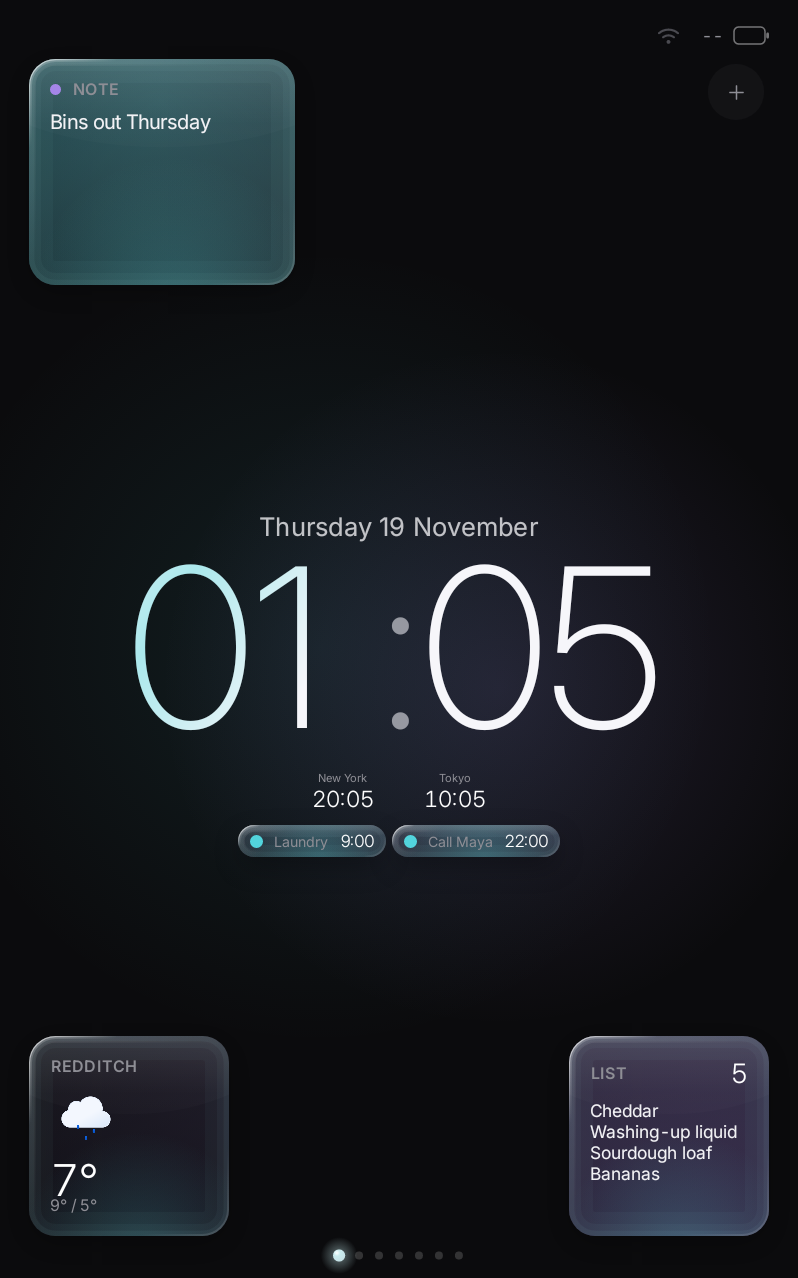 --
NOTE
+
Bins out Thursday
Thursday 19 November
01:05
New York Tokyo
20:05 10:05
Laundry 9:00 Call Maya 22:00
REDDITCH
7°
9° / 5°
LIST 5
Cheddar
Washing-up liquid
Sourdough loaf
Bananas